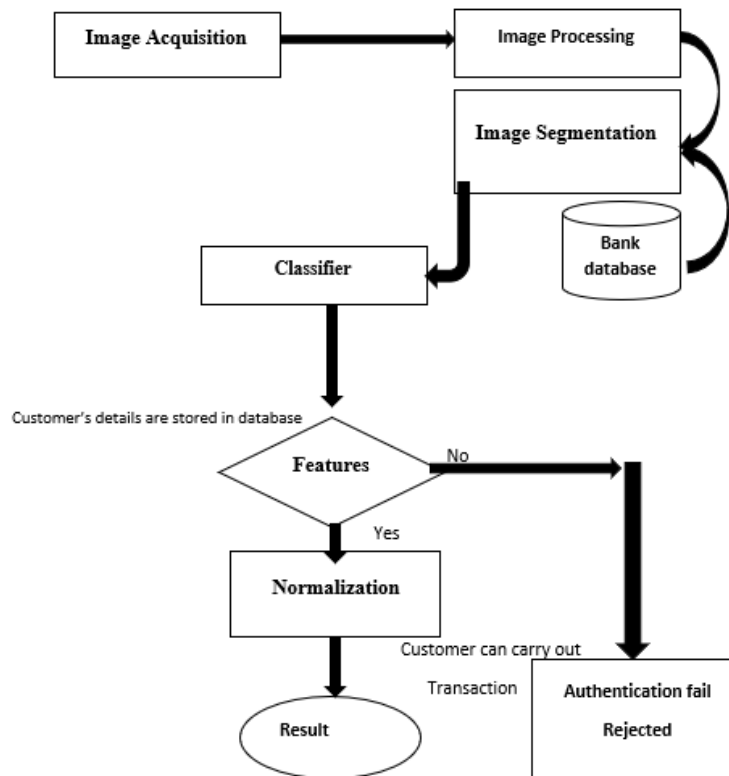 Image Acquisition
Image Processing
Image Segmentation
Bank
database
Classifier
Customer's details are stored in database
Features
No
Yes
Normalization
Customer can carry out
Transaction
Authentication fail
Rejected
Result